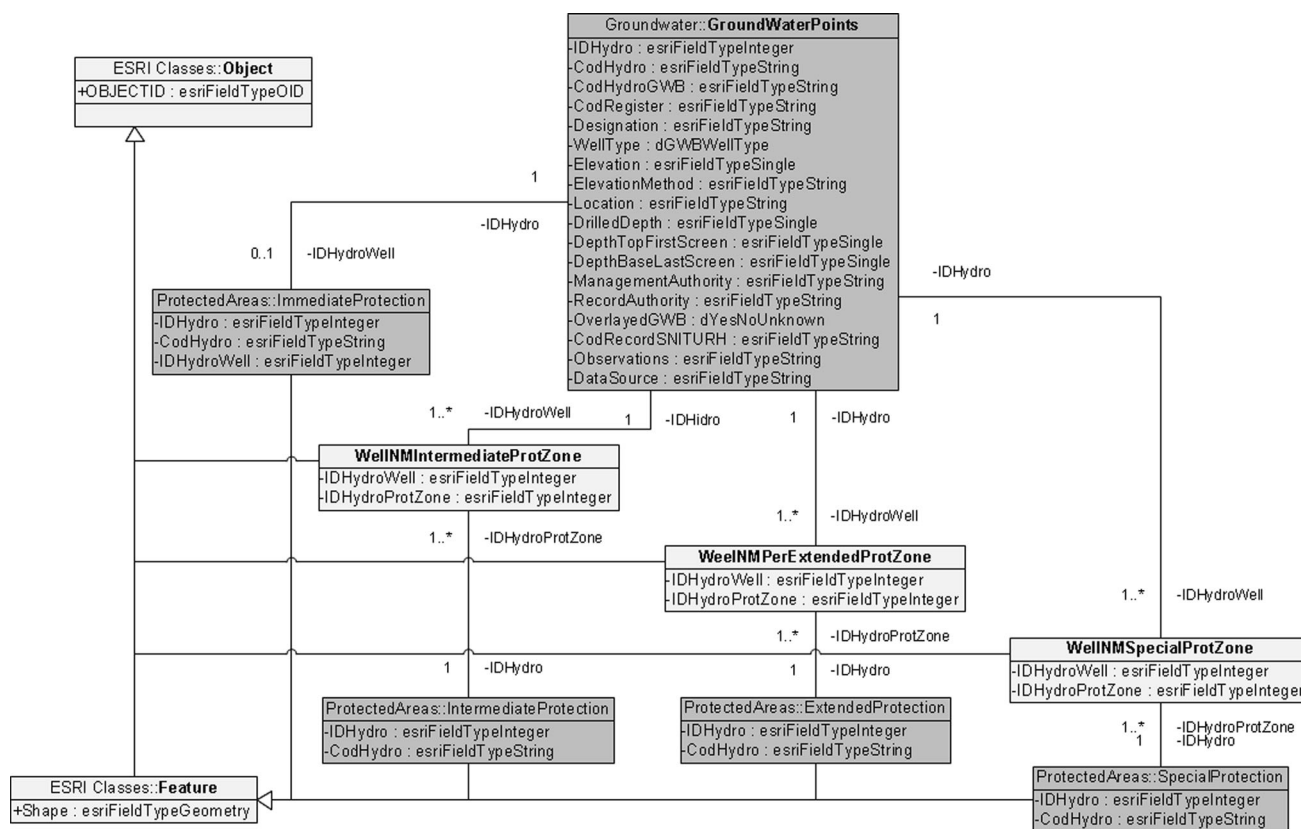 Groundwater::GroundWaterPoints
-IDHydro : esriFieldTypeInteger
-CodHydro : esriFieldTypeString
-CodHydroGWB : esriFieldTypeString
-CodRegister : esriFieldTypeString
-Designation : esriFieldTypeString
-WellType : dGWBWellType
-Elevation : esriFieldTypeSingle
-ElevationMethod : esriFieldTypeString
-Location : esriFieldTypeString
-DrilledDepth : esriFieldTypeSingle
-DepthTopFirstScreen : esriFieldTypeSingle
-DepthBaseLastScreen : esriFieldTypeSingle
-ManagementAuthority : esriFieldTypeString
-RecordAuthority : esriFieldTypeString
-OverlayedGWB : dYesNoUnknown
-CodRecordSNITURH : esriFieldTypeString
-Observations : esriFieldTypeString
-DataSource : esriFieldTypeString
ESRI Classes::Object
+OBJECTID : esriFieldTypeOID
1
-IDHydro
0..1 -IDHydroWell
ProtectedAreas::ImmediateProtection
-IDHydro : esriFieldTypeInteger
-CodHydro : esriFieldTypeString
-IDHydroWell : esriFieldTypeInteger
-IDHydro
1
1..* -IDHydroWell
1 -IDHidro
1 -IDHydro
WellNMIntermediateProtZone
-IDHydroWell : esriFieldTypeInteger
-IDHydroProtZone : esriFieldTypeInteger
1..* -IDHydroProtZone
1..* -IDHydroWell
WeelNMPerExtendedProtZone
-IDHydroWell : esriFieldTypeInteger
-IDHydroProtZone : esriFieldTypeInteger
1..* -IDHydroProtZone
1..* -IDHydroWell
WellNMSpecialProtZone
-IDHydroWell : esriFieldTypeInteger
-IDHydroProtZone : esriFieldTypeInteger
1 -IDHydro
1 -IDHydro
ProtectedAreas::IntermediateProtection
-IDHydro : esriFieldTypeInteger
-CodHydro : esriFieldTypeString
ProtectedAreas::ExtendedProtection
-IDHydro : esriFieldTypeInteger
-CodHydro : esriFieldTypeString
1..* -IDHydroProtZone
1 -IDHydro
ProtectedAreas::SpecialProtection
-IDHydro : esriFieldTypeInteger
-CodHydro : esriFieldTypeString
ESRI Classes::Feature
+Shape : esriFieldTypeGeometry